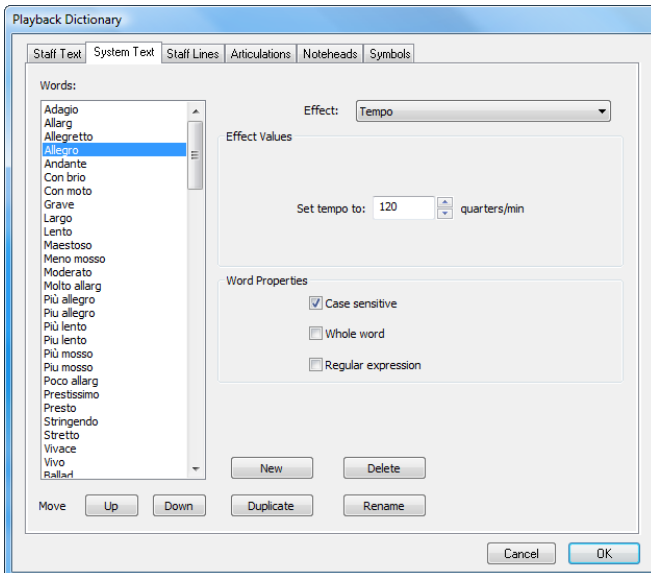 Playback Dictionary
Staff Text System Text Staff Lines Articulations Noteheads Symbols
Words:
Adagio
Allarg
Allegretto
Allegro
Andante
Con brio
Con moto
Grave
Largo
Lento
Maestoso
Meno mosso
Moderato
Molto allarg
Più allegro
Piu allegro
Più lento
Piu lento
Più mosso
Piu mosso
Poco allarg
Prestissimo
Presto
Stringendo
Stretto
Vivace
Vivo
Ballad
Effect: Tempo
Effect Values
Set tempo to: 120 quarters/min
Word Properties
Case sensitive
Whole word
Regular expression
New Delete
Move Up Down Duplicate Rename
Cancel OK